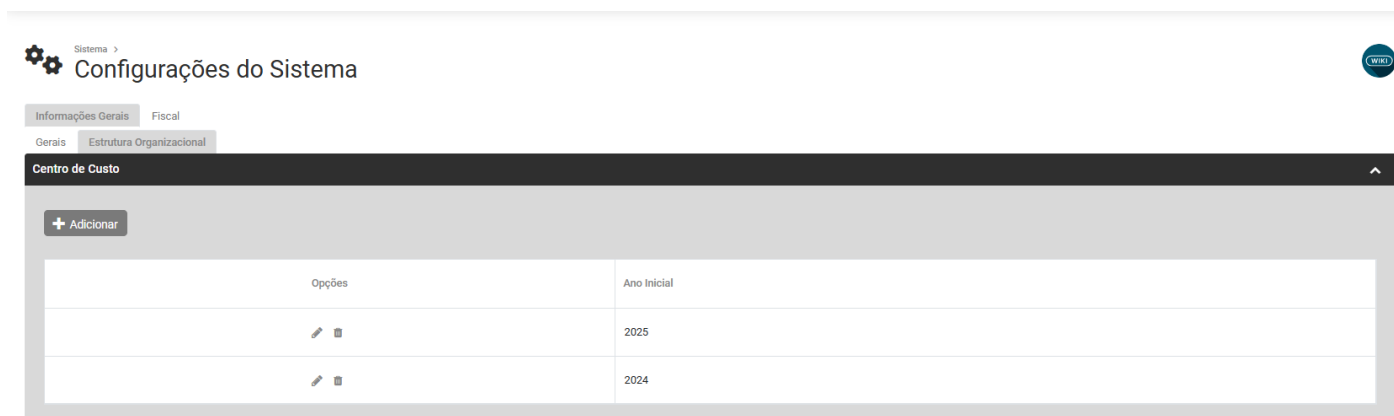 Sistema >
Configurações do Sistema
WIKI
Informações Gerais Fiscal
Gerais Estrutura Organizacional
Centro de Custo
Adicionar
Opções Ano Inicial
2025
2024